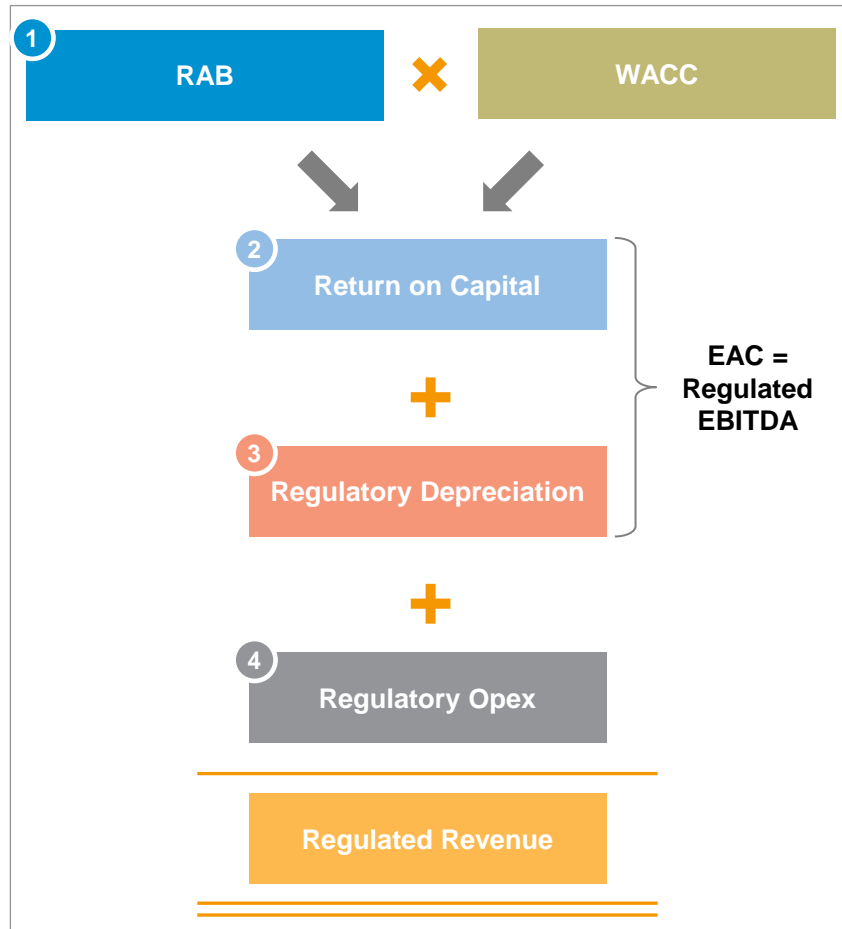 1
RAB
WACC
2
Return on Capital
EAC =
Regulated
EBITDA
3
Regulatory Depreciation
4
Regulatory Opex
Regulated Revenue